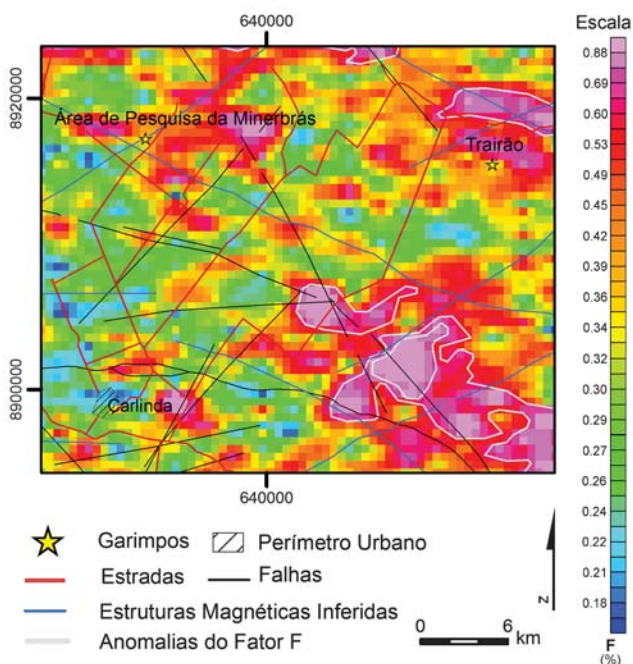 640000
Escala
8920000
Área de Pesquisa da Minerbrás
Trairão
8900000
Carlinda
640000
0.88
0.69
0.60
0.53
0.49
0.45
0.42
0.39
0.36
0.34
0.32
0.30
0.29
0.27
0.26
0.24
0.22
0.21
0.18
F
(%)
Garimpos
Perímetro Urbano
Estradas
Falhas
Estruturas Magnéticas Inferidas
Anomalias do Fator F
0
6
km
N